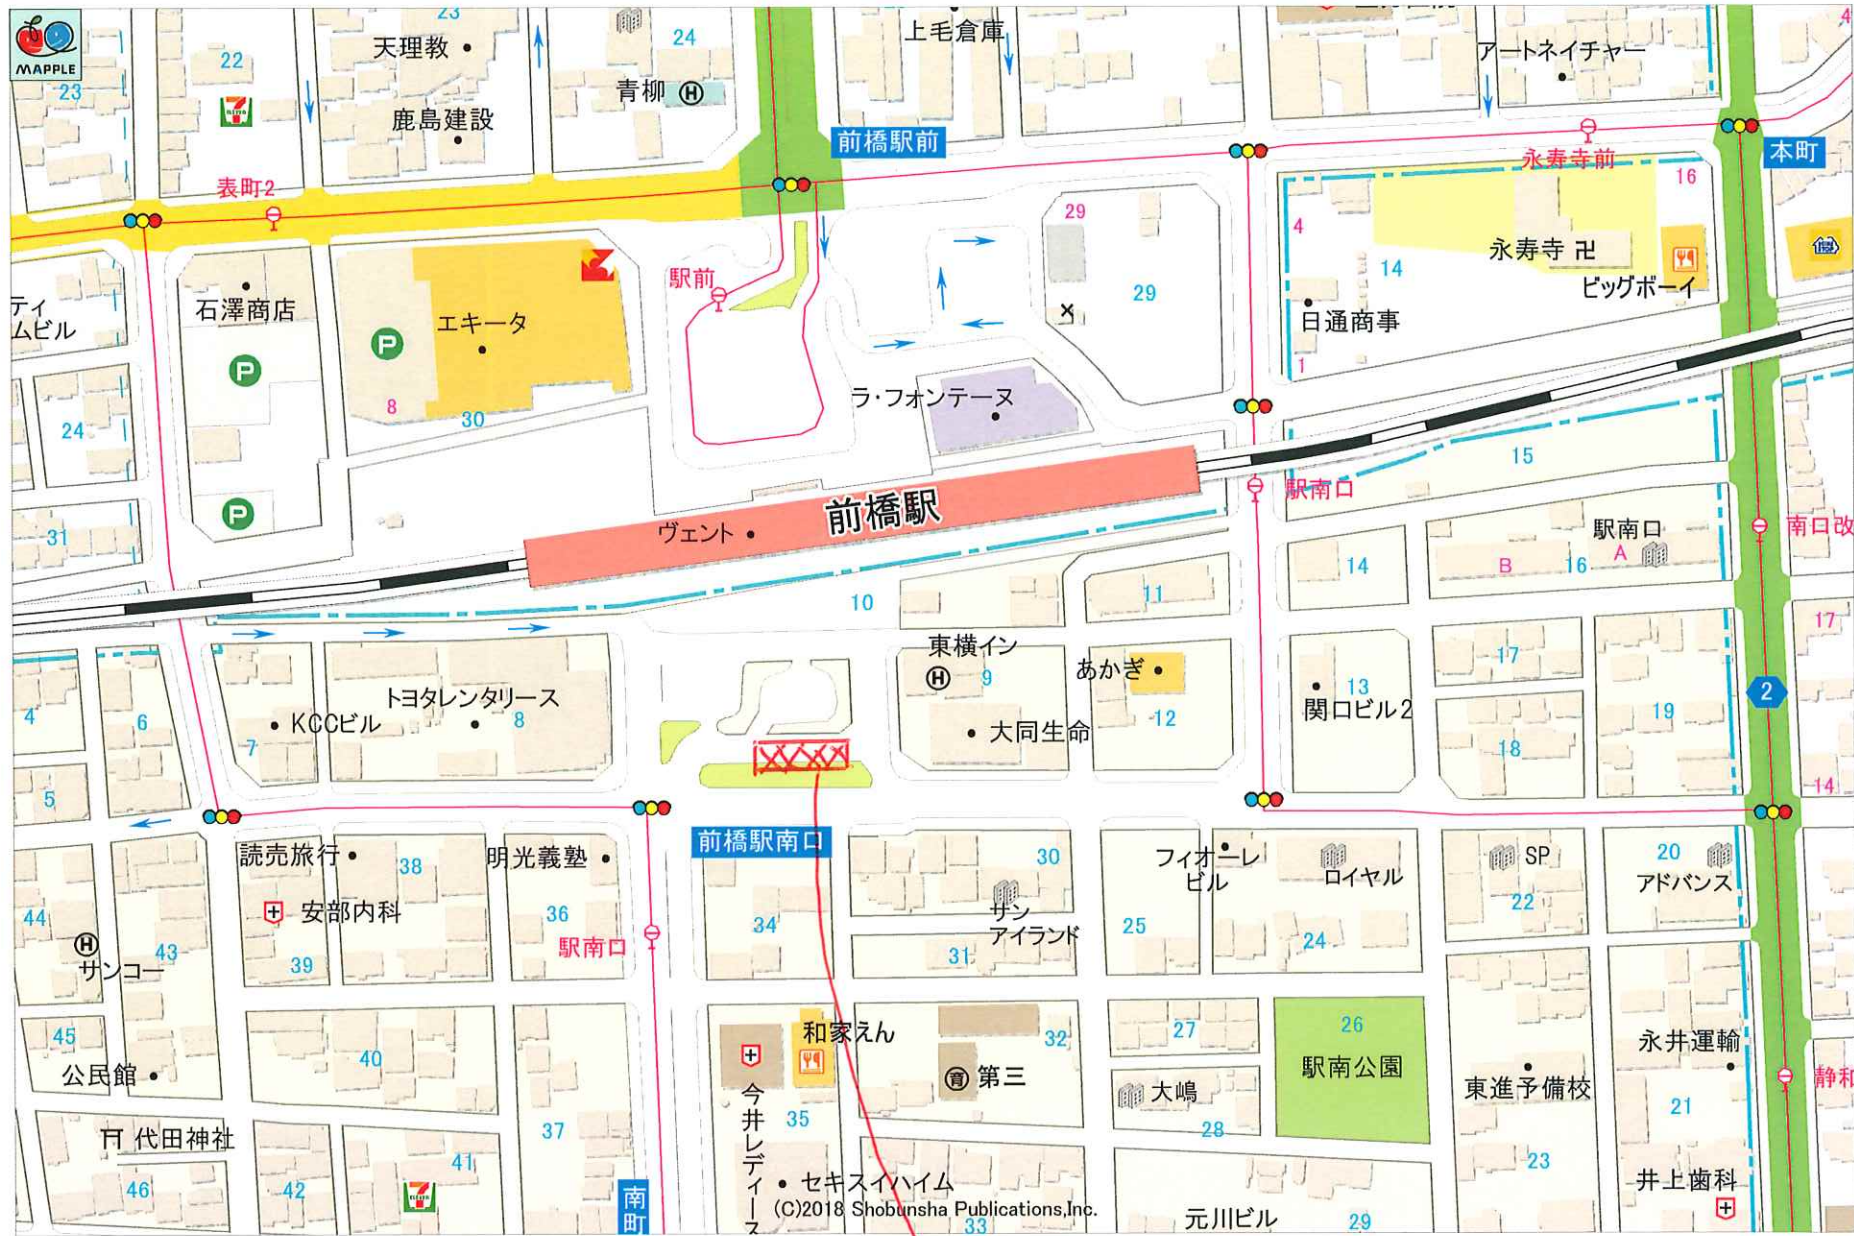 MAPPLE
23
22
23
天理教
鹿島建設
24
青柳 H
上毛倉庫
アートネイチャー
前橋駅前
永寿寺前
本町
表町2
石澤商店
P
エキータ
P
8
30
駅前
29
29
ラ・フォンテーヌ
4
14
日通商事
1
16
永寿寺 卍
ビッグボーイ
ティ
ムビル
24
31
P
ヴェント
前橋駅
駅南口
15
南口改
駅南口
A
B
16
14
11
10
17
4
6
5
7
KCCビル
トヨタレンタリース
8
東横イン
H
9
大同生命
あかぎ
12
13
関口ビル2
17
18
19
2
14
前橋駅南口
読売旅行
38
安部内科
39
明光義塾
36
駅南口
34
30
サン
アイランド
31
フィオーレ
ビル
25
ロイヤル
24
SP
22
20
アドバンス
44
H
サンコー
43
45
公民館
40
和家えん
35
今井レディース
育 第三
32
27
大嶋
28
26
駅南公園
東進予備校
23
永井運輸
21
静和
代田神社
46
42
41
37
南町
セキスイハイム
(C)2018 Shobunsha Publications,Inc.
33
元川ビル
29
井上歯科